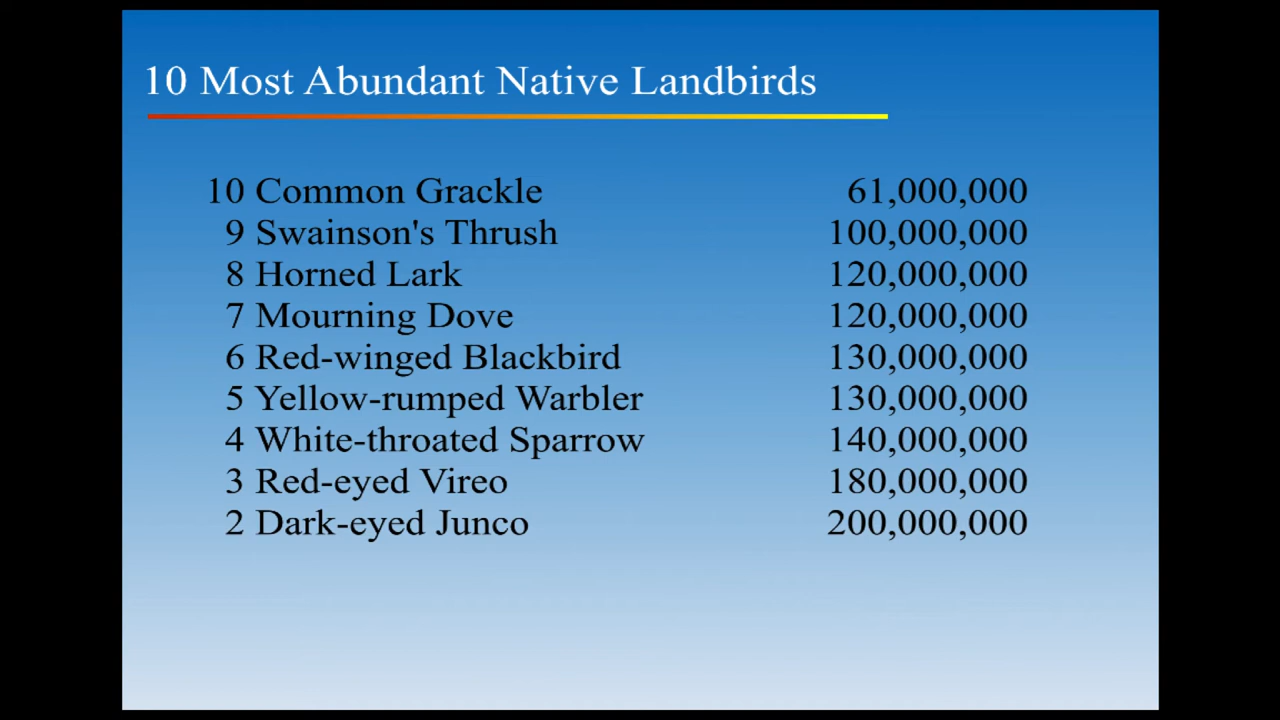 10 Most Abundant Native Landbirds
10 Common Grackle 61,000,000
9 Swainson's Thrush 100,000,000
8 Horned Lark 120,000,000
7 Mourning Dove 120,000,000
6 Red-winged Blackbird 130,000,000
5 Yellow-rumped Warbler 130,000,000
4 White-throated Sparrow 140,000,000
3 Red-eyed Vireo 180,000,000
2 Dark-eyed Junco 200,000,000